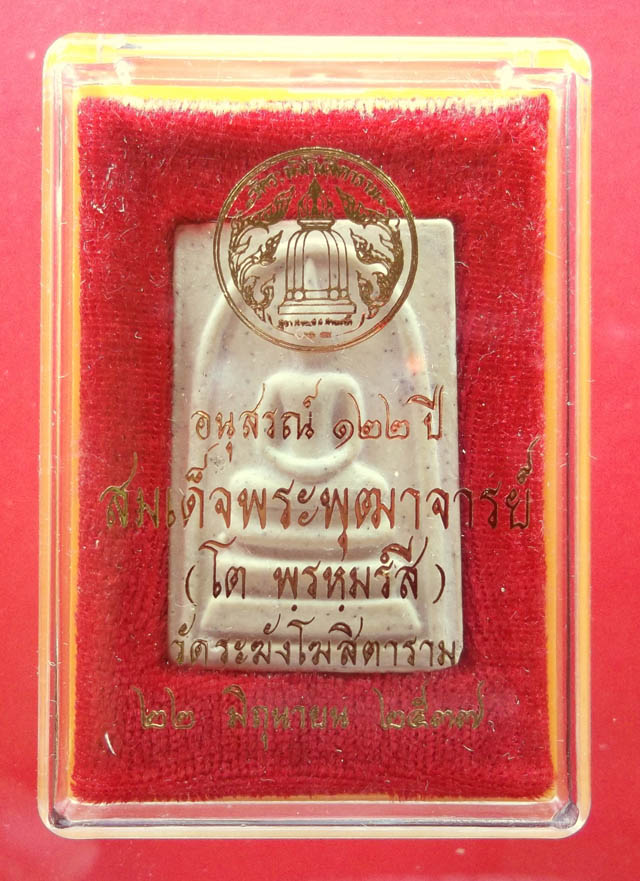 อนุสรณ์ ๑๒๒ ปี
สมเด็จพระพุฒาจารย์
(โต พฺรหฺมรํสี)
วัดระฆังโฆสิตาราม
๒๒ มิถุนายน ๒๕๓๗